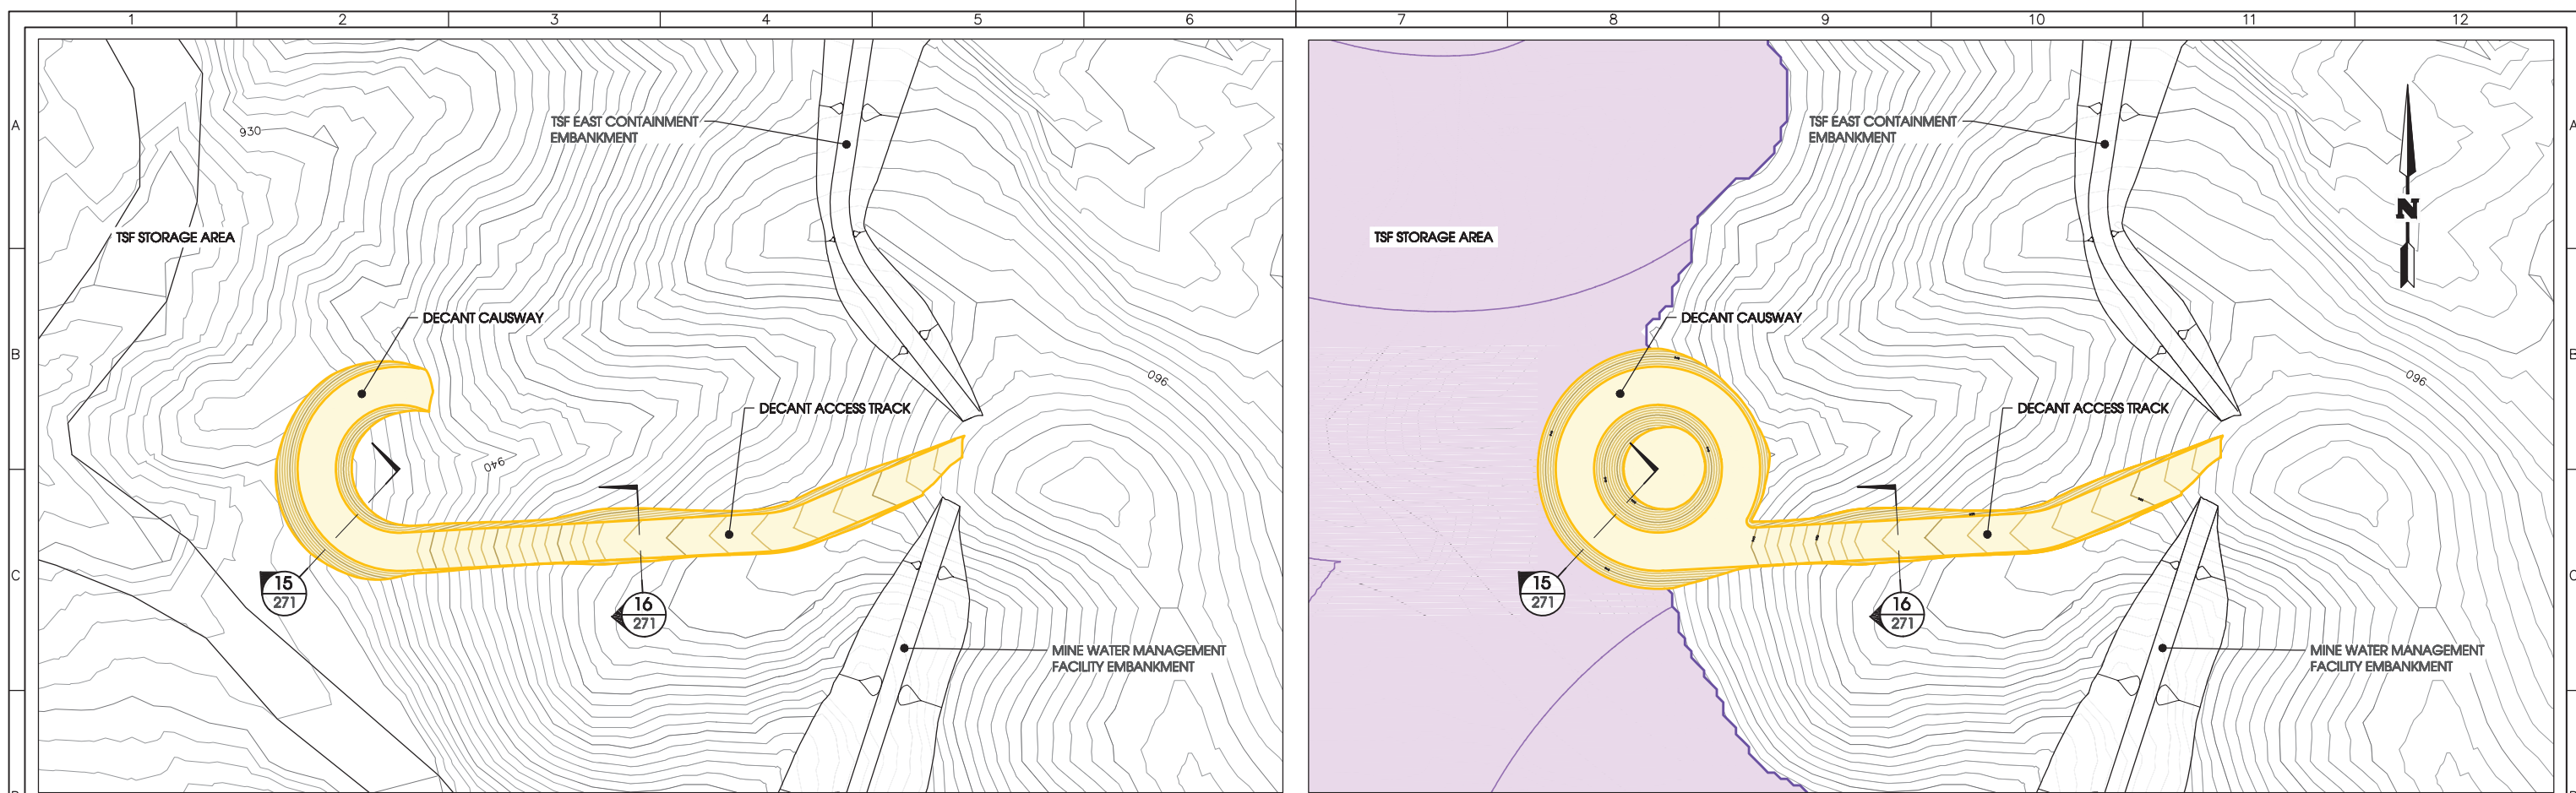 1 2 3 4 5 6 7 8 9 10 11 12
A
B
C
930
TSF EAST CONTAINMENT
EMBANKMENT
TSF STORAGE AREA
DECANT CAUSWAY
960
DECANT ACCESS TRACK
940
15
271
16
271
MINE WATER MANAGEMENT
FACILITY EMBANKMENT
TSF EAST CONTAINMENT
EMBANKMENT
TSF STORAGE AREA
N
DECANT CAUSWAY
960
DECANT ACCESS TRACK
15
271
16
271
MINE WATER MANAGEMENT
FACILITY EMBANKMENT
A
B
C